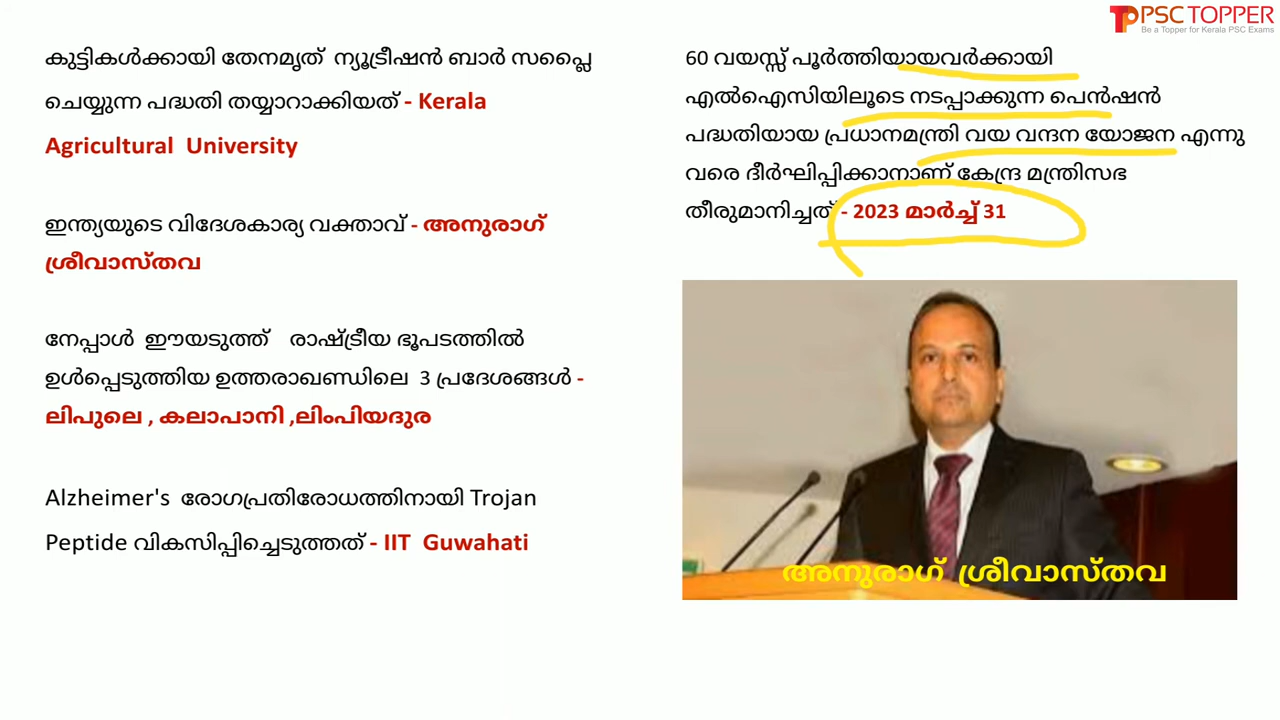 PSC TOPPER
Be a Topper for Kerala PSC Exams
കുട്ടികൾക്കായി തേനമൃത് ന്യൂട്രീഷൻ ബാർ സപ്ലൈ
ചെയ്യുന്ന പദ്ധതി തയ്യാറാക്കിയത് - Kerala
Agricultural University
ഇന്ത്യയുടെ വിദേശകാര്യ വക്താവ് - അനുരാഗ്
ശ്രീവാസ്തവ
നേപ്പാൾ ഈയടുത്ത് രാഷ്ട്രീയ ഭൂപടത്തിൽ
ഉൾപ്പെടുത്തിയ ഉത്തരാഖണ്ഡിലെ 3 പ്രദേശങ്ങൾ -
ലിപുലെ , കലാപാനി ,ലിംപിയദുര
Alzheimer's രോഗപ്രതിരോധത്തിനായി Trojan
Peptide വികസിപ്പിച്ചെടുത്തത് - IIT Guwahati
60 വയസ്സ് പൂർത്തിയായവർക്കായി
എൽഐസിയിലൂടെ നടപ്പാക്കുന്ന പെൻഷൻ
പദ്ധതിയായ പ്രധാനമന്ത്രി വയ വന്ദന യോജന എന്നു
വരെ ദീർഘിപ്പിക്കാനാണ് കേന്ദ്ര മന്ത്രിസഭ
തീരുമാനിച്ചത് - 2023 മാർച്ച് 31
അനുരാഗ് ശ്രീവാസ്തവ